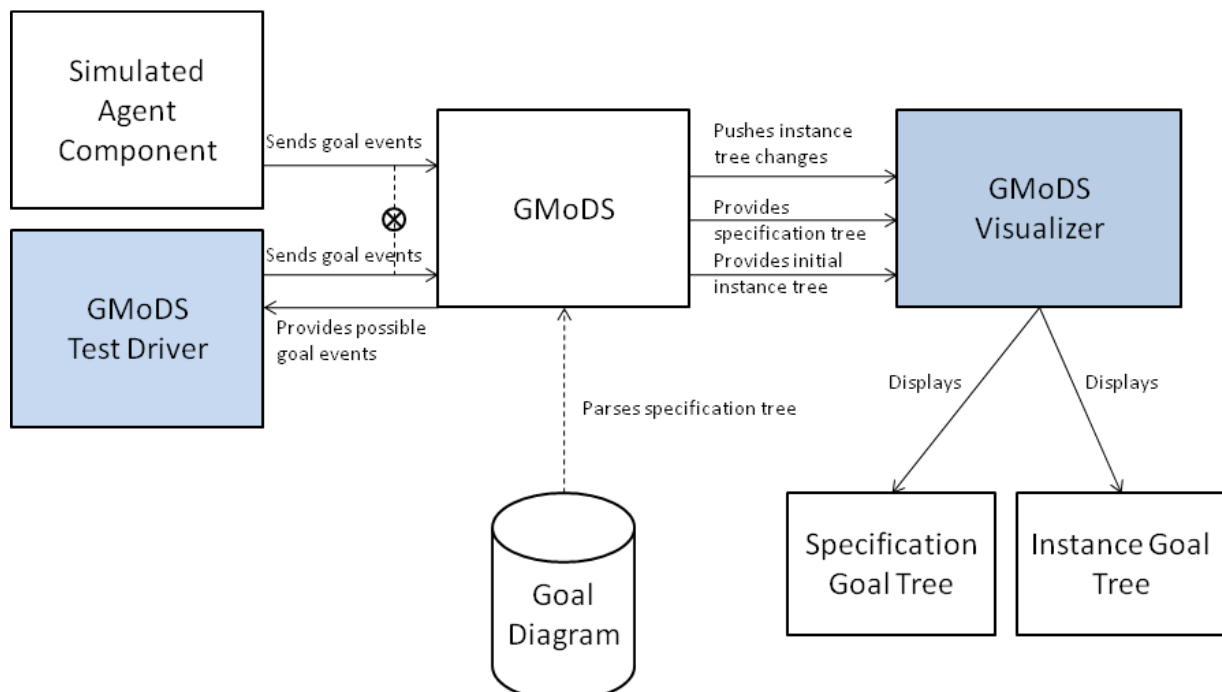 Simulated
Agent
Component
Sends goal events
GMoDS
Test Driver
Sends goal events
Provides possible
goal events
GMoDS
Pushes instance
tree changes
Provides
specification tree
Provides initial
instance tree
GMoDS
Visualizer
Parses specification tree
Goal
Diagram
Displays
Displays
Specification
Goal Tree
Instance Goal
Tree